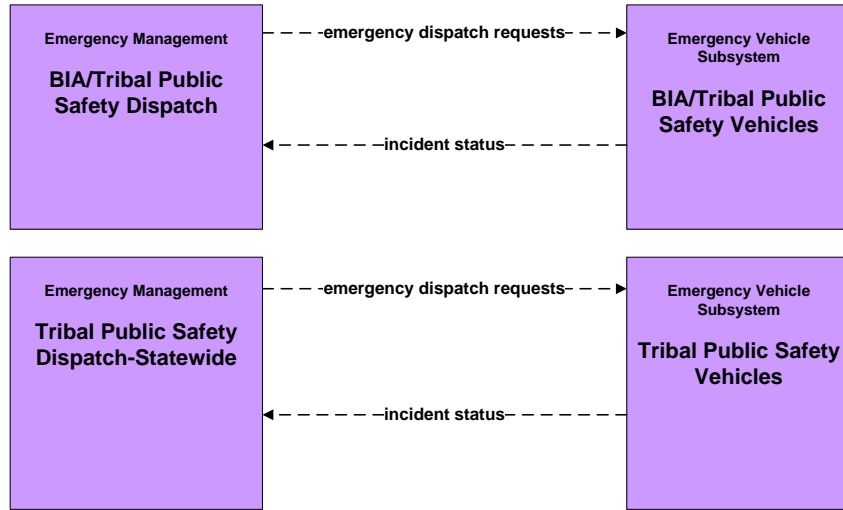 Emergency Management
BIA/Tribal Public
Safety Dispatch
emergency dispatch requests
incident status
Emergency Vehicle
Subsystem
BIA/Tribal Public
Safety Vehicles
Emergency Management
Tribal Public Safety
Dispatch-Statewide
emergency dispatch requests
incident status
Emergency Vehicle
Subsystem
Tribal Public Safety
Vehicles